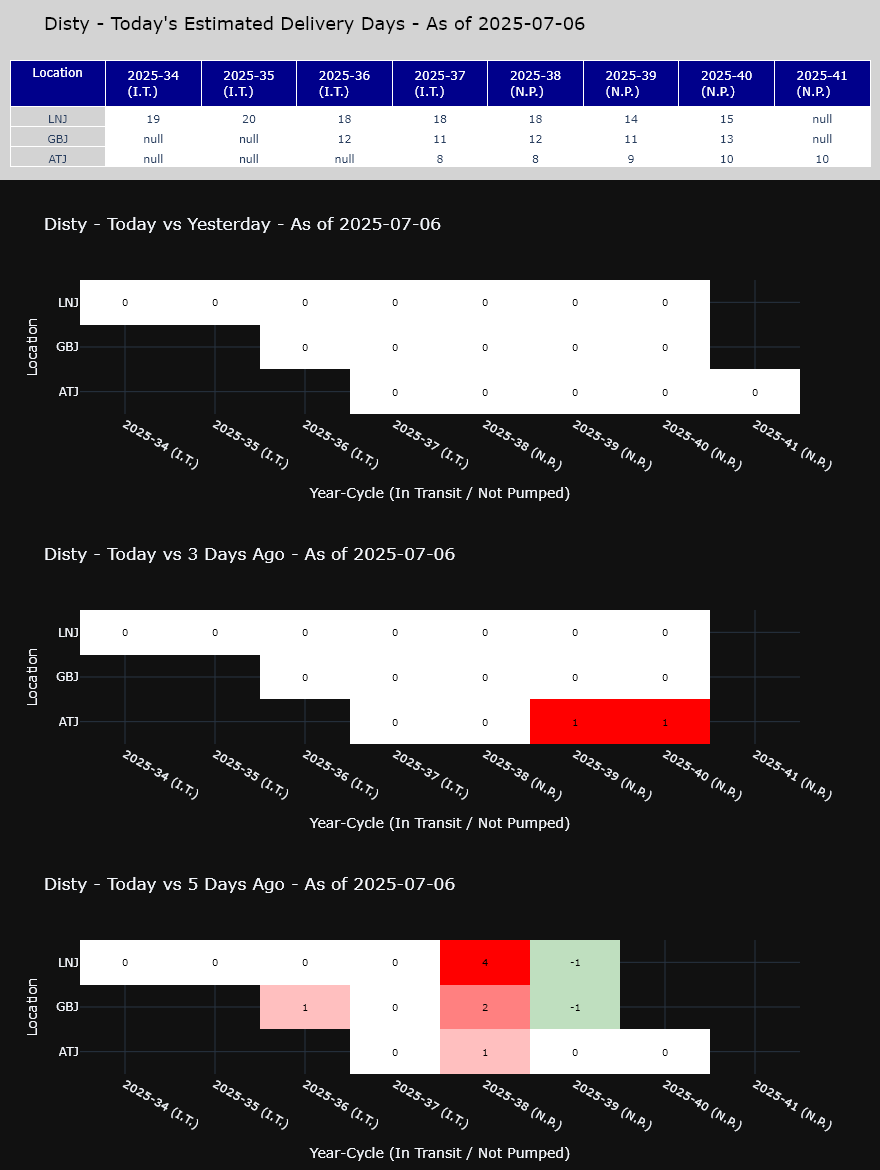 Disty - Today's Estimated Delivery Days - As of 2025-07-06
Location 2025-34 (I.T.) 2025-35 (I.T.) 2025-36 (I.T.) 2025-37 (I.T.) 2025-38 (N.P.) 2025-39 (N.P.) 2025-40 (N.P.) 2025-41 (N.P.)
LNJ 19 20 18 18 18 14 15 null
GBJ null null 12 11 12 11 13 null
ATJ null null null 8 8 9 10 10
Disty - Today vs Yesterday - As of 2025-07-06
Location
LNJ 0 0 0 0 0 0 0
GBJ 0 0 0 0 0
ATJ 0 0 0 0 0
2025-34 (I.T.) 2025-35 (I.T.) 2025-36 (I.T.) 2025-37 (I.T.) 2025-38 (N.P.) 2025-39 (N.P.) 2025-40 (N.P.) 2025-41 (N.P.)
Year-Cycle (In Transit / Not Pumped)
Disty - Today vs 3 Days Ago - As of 2025-07-06
Location
LNJ 0 0 0 0 0 0 0
GBJ 0 0 0 0 0
ATJ 0 0 1 1
2025-34 (I.T.) 2025-35 (I.T.) 2025-36 (I.T.) 2025-37 (I.T.) 2025-38 (N.P.) 2025-39 (N.P.) 2025-40 (N.P.) 2025-41 (N.P.)
Year-Cycle (In Transit / Not Pumped)
Disty - Today vs 5 Days Ago - As of 2025-07-06
Location
LNJ 0 0 0 0 4 -1
GBJ 1 0 2 -1
ATJ 0 1 0 0
2025-34 (I.T.) 2025-35 (I.T.) 2025-36 (I.T.) 2025-37 (I.T.) 2025-38 (N.P.) 2025-39 (N.P.) 2025-40 (N.P.) 2025-41 (N.P.)
Year-Cycle (In Transit / Not Pumped)